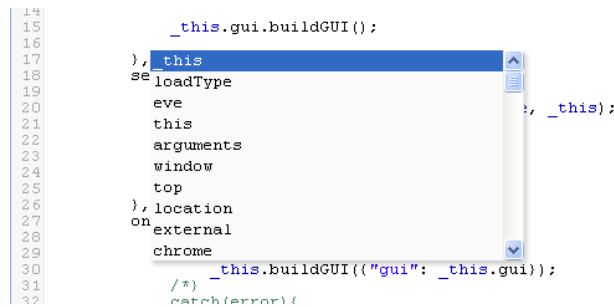 14
15 _this.gui.buildGUI();
16
17 },
_this
18 se
loadType
19
eve
20 , _this);
this
21
arguments
22
window
23
24
top
25
26 },
location
27 on
external
28
chrome
29
30 _this.buildGUI({"gui": _this.gui});
31 /*}
32 catch(error){